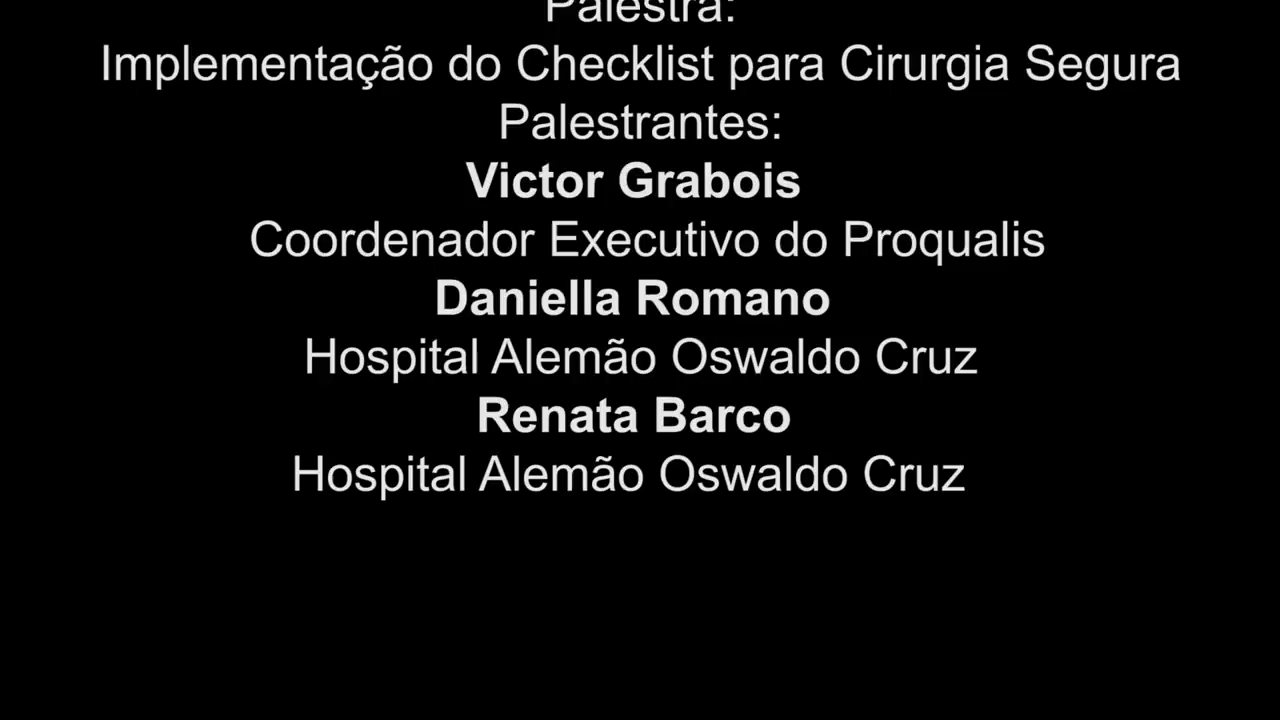 Palestra:
Implementação do Checklist para Cirurgia Segura
Palestrantes:
Victor Grabois
Coordenador Executivo do Proqualis
Daniella Romano
Hospital Alemão Oswaldo Cruz
Renata Barco
Hospital Alemão Oswaldo Cruz